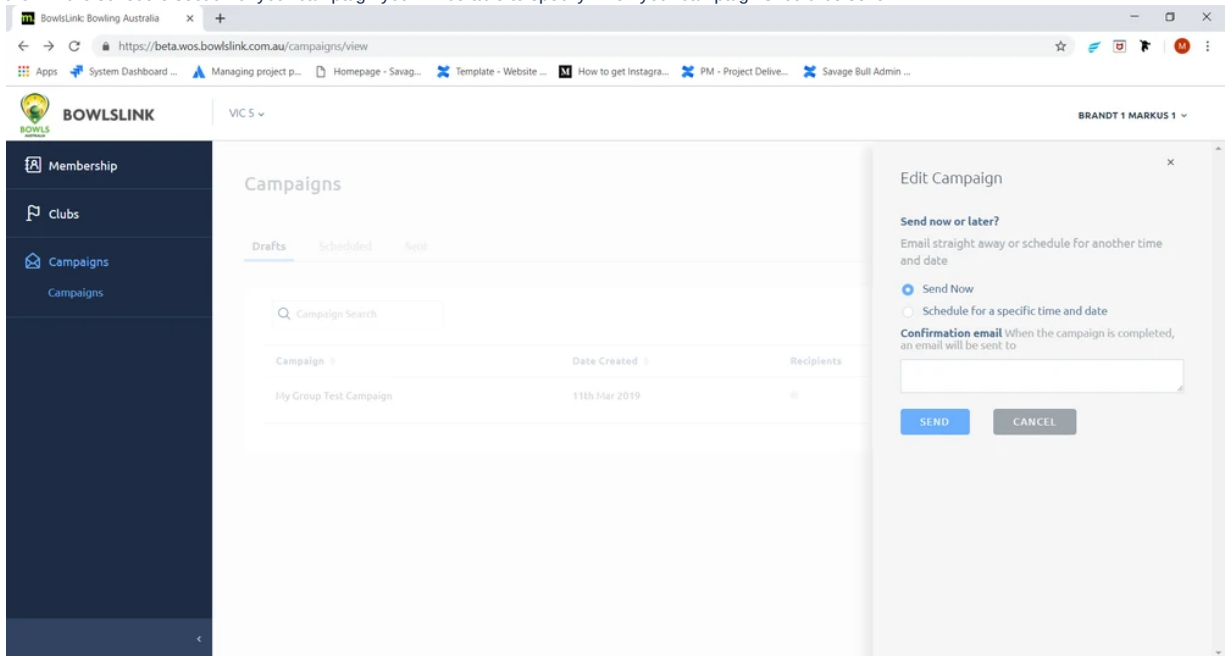 BowlsLink: Bowling Australia
https://beta.wos.bowlslink.com.au/campaigns/view
Apps System Dashboard ... Managing project p... Homepage - Savag... Template - Website ... How to get Instagra... PM - Project Delive... Savage Bull Admin ...
BOWLS
AUSTRALIA
BOWLSLINK
VIC 5
BRANDT 1 MARKUS 1
Membership
Clubs
Campaigns
Campaigns
Campaigns
Drafts Scheduled Sent
Campaign Search
Campaign Date Created Recipients
My Group Test Campaign 11th Mar 2019
Edit Campaign
Send now or later?
Email straight away or schedule for another time
and date
Send Now
Schedule for a specific time and date
Confirmation email When the campaign is completed,
an email will be sent to
SEND CANCEL